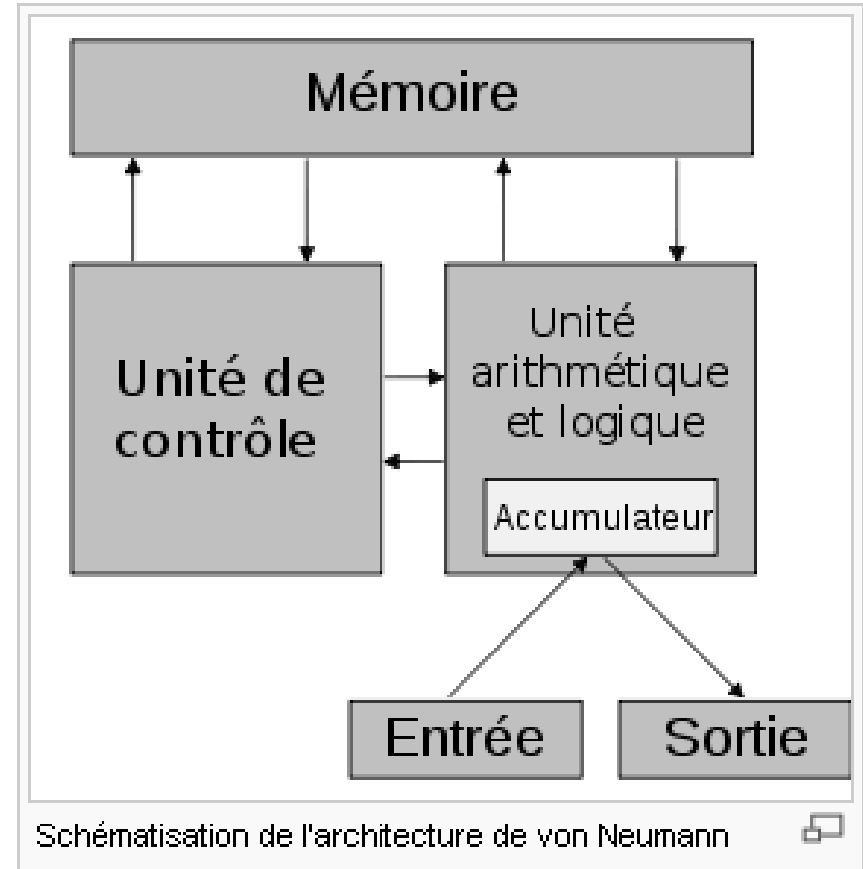 Mémoire
Unité de
contrôle
Unité
arithmétique
et logique
Accumulateur
Entrée
Sortie
Schématisation de l'architecture de von Neumann